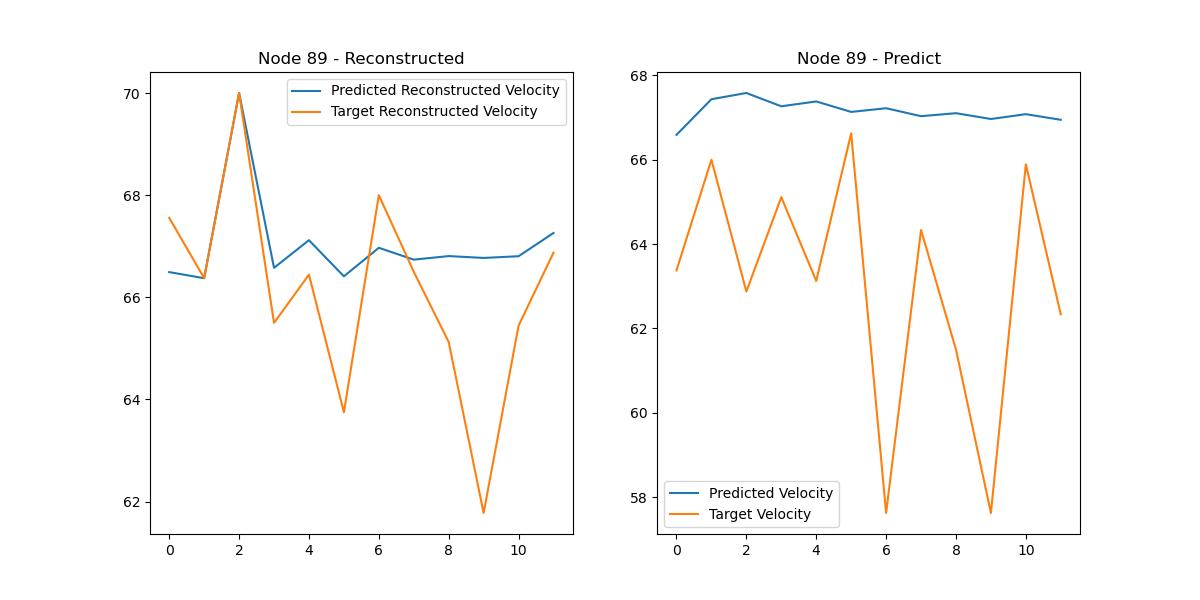 Node 89 - Reconstructed
Predicted Reconstructed Velocity
Target Reconstructed Velocity
70
68
66
64
62
0 2 4 6 8 10
Node 89 - Predict
68
66
64
62
60
58
Predicted Velocity
Target Velocity
0 2 4 6 8 10